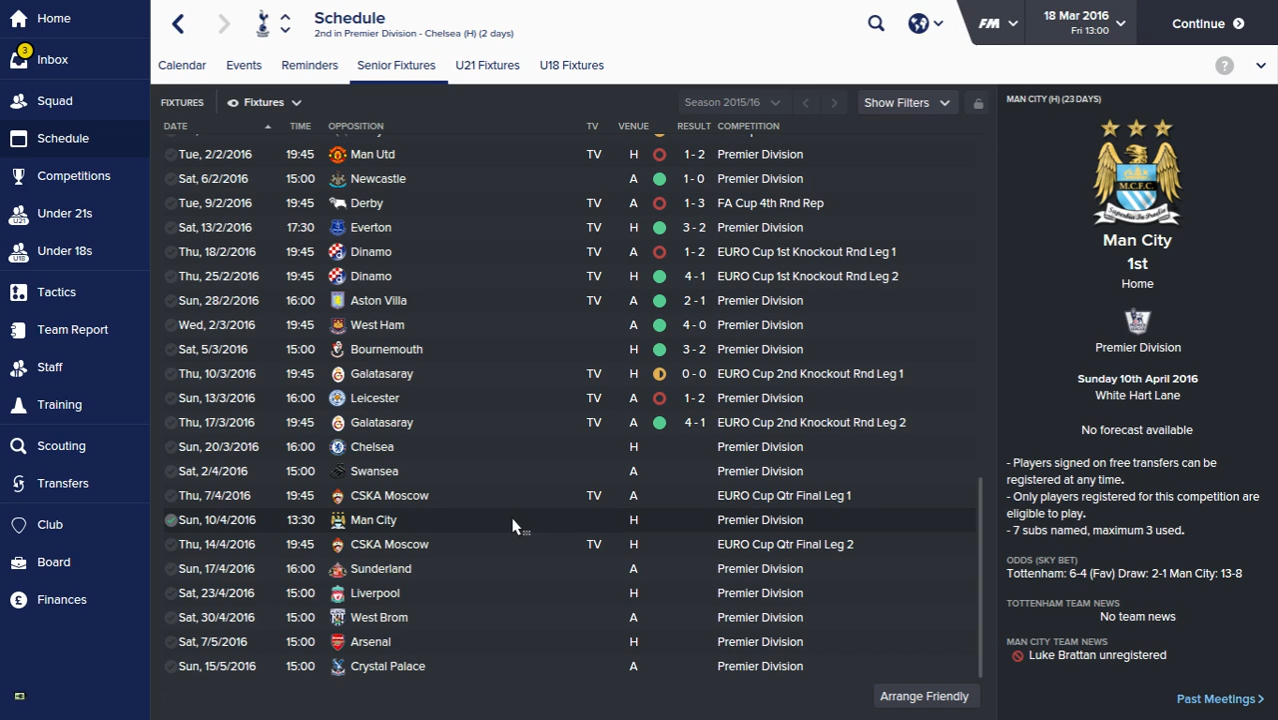 Home
3
Inbox
Squad
Schedule
Competitions
U21
Under 21s
U18
Under 18s
Tactics
Team Report
Staff
Training
Scouting
Transfers
Club
Board
Finances
Schedule
2nd in Premier Division - Chelsea (H) (2 days)
FM
18 Mar 2016
Fri 13:00
Continue
Calendar Events Reminders Senior Fixtures U21 Fixtures U18 Fixtures
?
FIXTURES Fixtures Season 2015/16 Show Filters
DATE TIME OPPOSITION TV VENUE RESULT COMPETITION
Tue, 2/2/2016 19:45 Man Utd TV H 1 - 2 Premier Division
Sat, 6/2/2016 15:00 Newcastle A 1 - 0 Premier Division
Tue, 9/2/2016 19:45 Derby TV A 1 - 3 FA Cup 4th Rnd Rep
Sat, 13/2/2016 17:30 Everton TV H 3 - 2 Premier Division
Thu, 18/2/2016 19:45 Dinamo TV A 1 - 2 EURO Cup 1st Knockout Rnd Leg 1
Thu, 25/2/2016 19:45 Dinamo TV H 4 - 1 EURO Cup 1st Knockout Rnd Leg 2
Sun, 28/2/2016 16:00 Aston Villa TV A 2 - 1 Premier Division
Wed, 2/3/2016 19:45 West Ham A 4 - 0 Premier Division
Sat, 5/3/2016 15:00 Bournemouth H 3 - 2 Premier Division
Thu, 10/3/2016 19:45 Galatasaray TV H 0 - 0 EURO Cup 2nd Knockout Rnd Leg 1
Sun, 13/3/2016 16:00 Leicester TV A 1 - 2 Premier Division
Thu, 17/3/2016 19:45 Galatasaray TV A 4 - 1 EURO Cup 2nd Knockout Rnd Leg 2
Sun, 20/3/2016 16:00 Chelsea H Premier Division
Sat, 2/4/2016 15:00 Swansea A Premier Division
Thu, 7/4/2016 19:45 CSKA Moscow TV A EURO Cup Qtr Final Leg 1
Sun, 10/4/2016 13:30 Man City H Premier Division
Thu, 14/4/2016 19:45 CSKA Moscow TV H EURO Cup Qtr Final Leg 2
Sun, 17/4/2016 16:00 Sunderland A Premier Division
Sat, 23/4/2016 15:00 Liverpool H Premier Division
Sat, 30/4/2016 15:00 West Brom A Premier Division
Sat, 7/5/2016 15:00 Arsenal H Premier Division
Sun, 15/5/2016 15:00 Crystal Palace A Premier Division
Arrange Friendly
MAN CITY (H) (23 DAYS)
M.C.F.C.
Man City
1st
Home
Premier Division
Sunday 10th April 2016
White Hart Lane
No forecast available
- Players signed on free transfers can be
registered at any time.
- Only players registered for this competition are
eligible to play.
- 7 subs named, maximum 3 used.
ODDS (SKY BET)
Tottenham: 6-4 (Fav) Draw: 2-1 Man City: 13-8
TOTTENHAM TEAM NEWS
No team news
MAN CITY TEAM NEWS
Luke Brattan unregistered
Past Meetings >